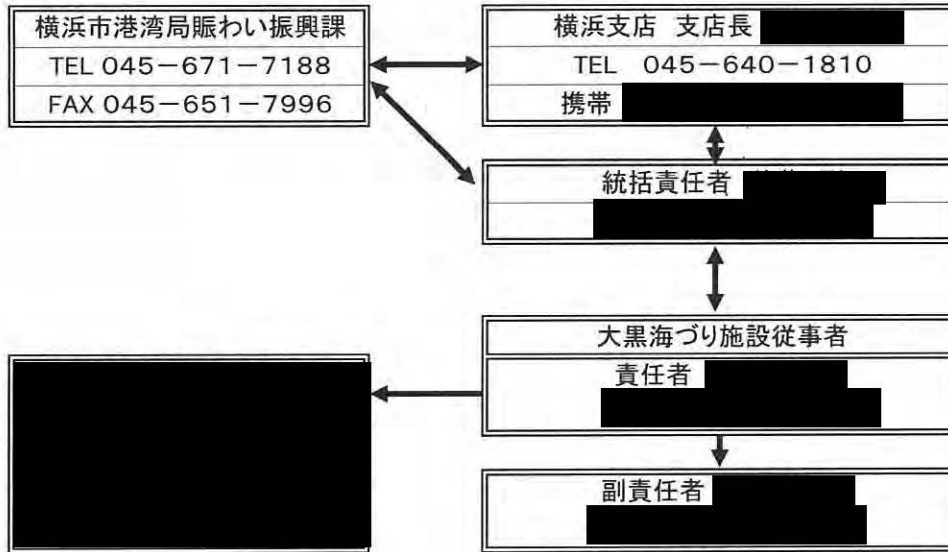 横浜市港湾局賑わい振興課
TEL 045-671-7188
FAX 045-651-7996
横浜支店 支店長
TEL 045-640-1810
携帯
統括責任者
大黒海づり施設従事者
責任者
副責任者